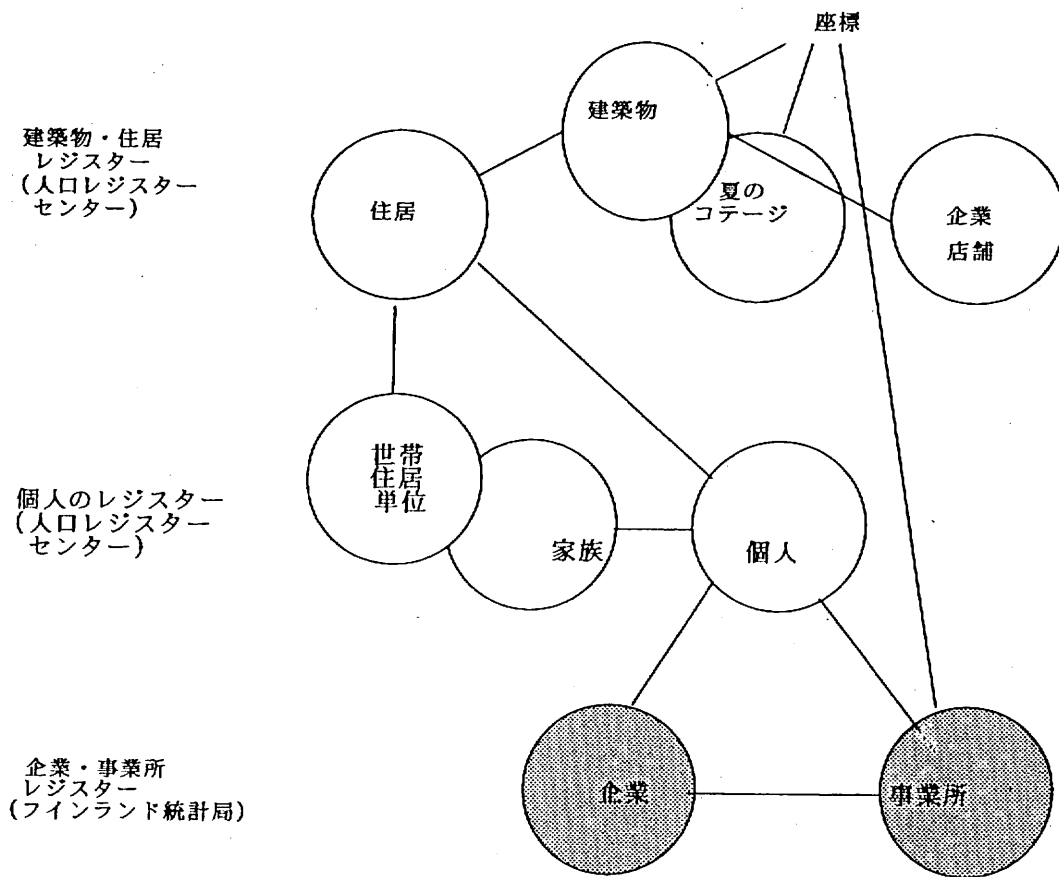 座標
建築物・住居
レジスター
(人口レジスター
センター)
建築物
住居
夏の
コテージ
企業
店舗
個人のレジスター
(人口レジスター
センター)
世帯
住居
単位
家族
個人
企業・事業所
レジスター
(フインランド統計局)
企業
事業所